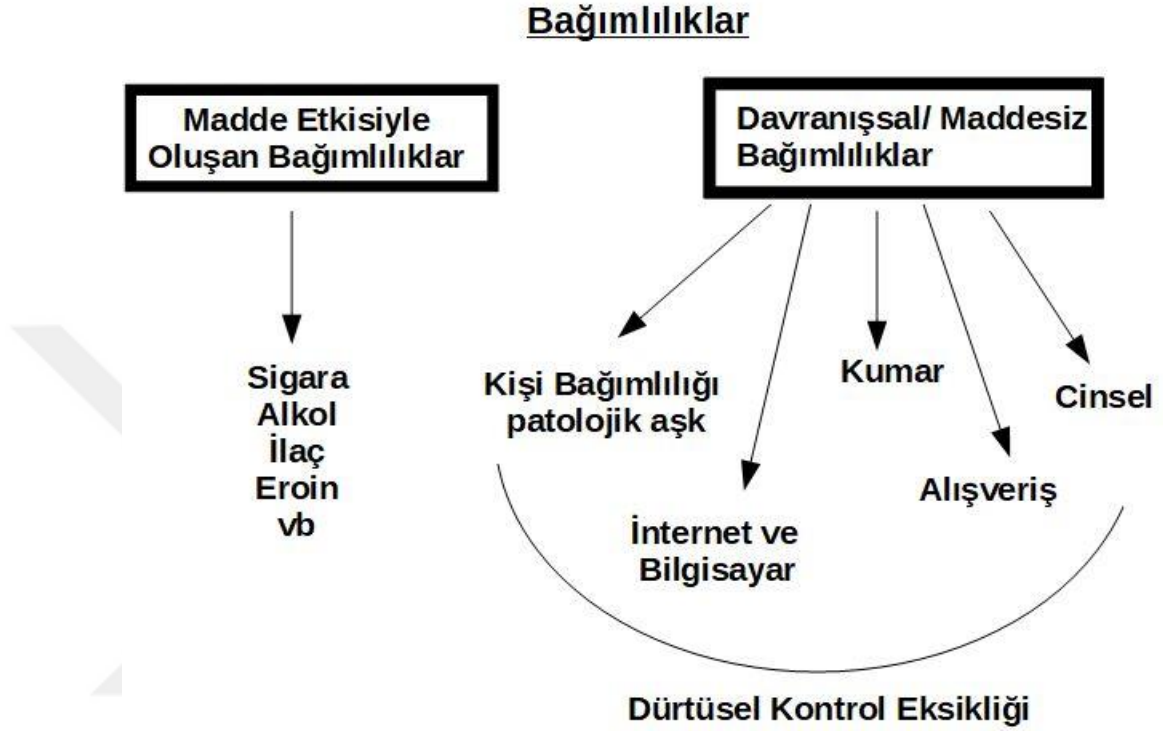 Bağımlılıklar
Madde Etkisiyle
Oluşan Bağımlılıklar
Davranışsal/ Maddesiz
Bağımlılıklar
Sigara
Alkol
İlaç
Eroin
vb
Kişi Bağımlılığı
patolojik aşk
İnternet ve
Bilgisayar
Kumar
Alışveriş
Cinsel
Dürtüsel Kontrol Eksikliği